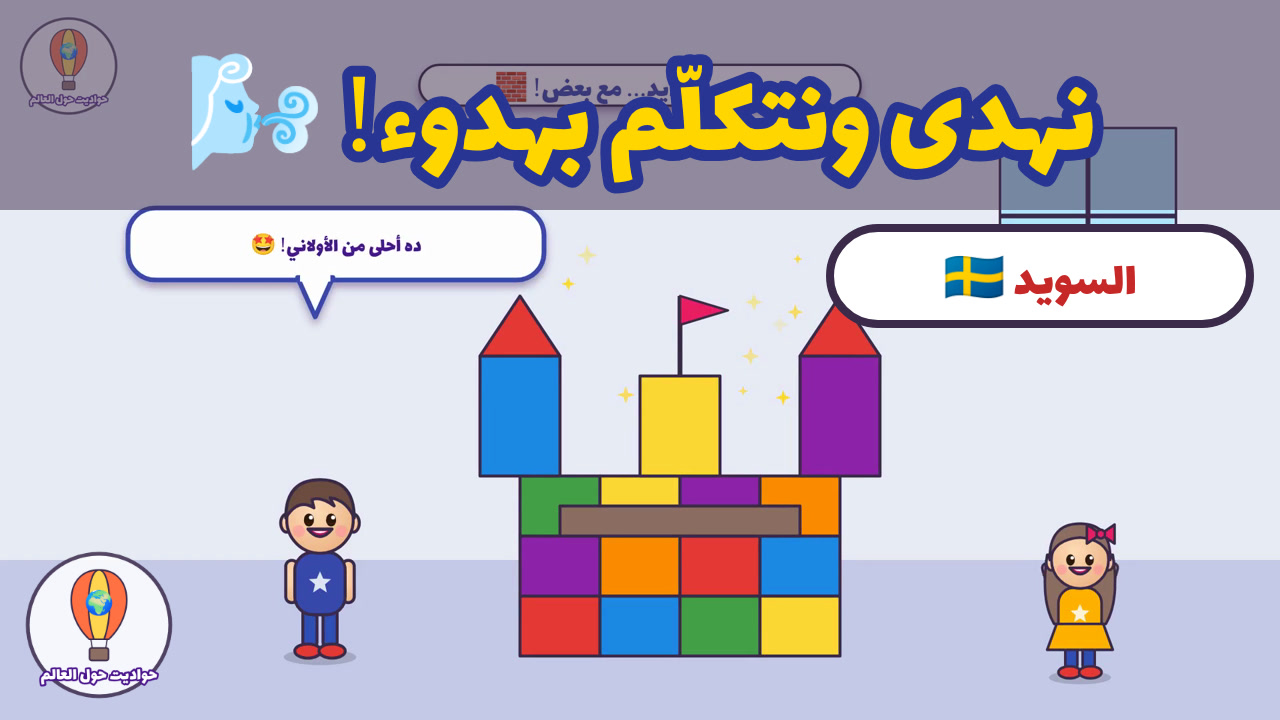 نهدى ونتكلّم بهدوء!
مع بعض!
حواديت حول العالم
ده أحلى من الأولاني!
السويد
حواديت حول العالم